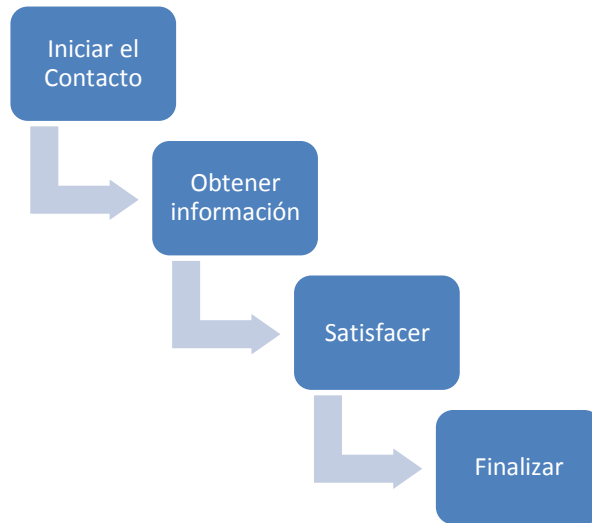 Iniciar el
Contacto
Obtener
información
Satisfacer
Finalizar